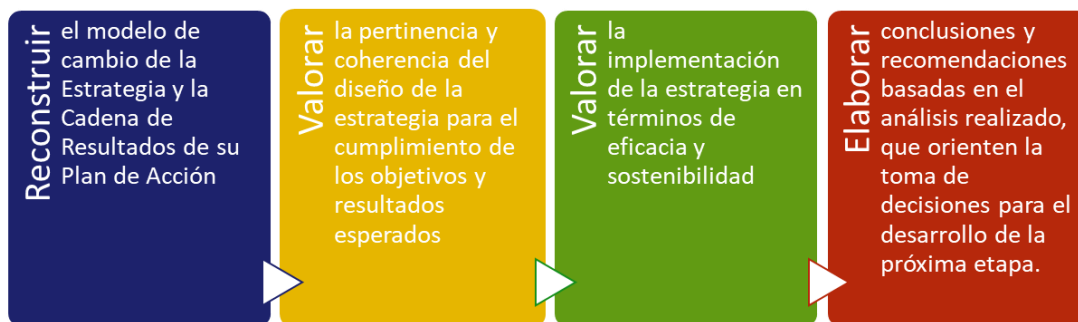 Reconstruir
el modelo de
cambio de la
Estrategia y la
Cadena de
Resultados de su
Plan de Acción
Valorar
la pertinencia y
coherencia del
diseño de la
estrategia para el
cumplimiento de
los objetivos y
resultados
esperados
Valorar
la
implementación
de la estrategia en
términos de
eficacia y
sostenibilidad
Elaborar
conclusiones y
recomendaciones
basadas en el
análisis realizado,
que orienten la
toma de
decisiones para el
desarrollo de la
próxima etapa.